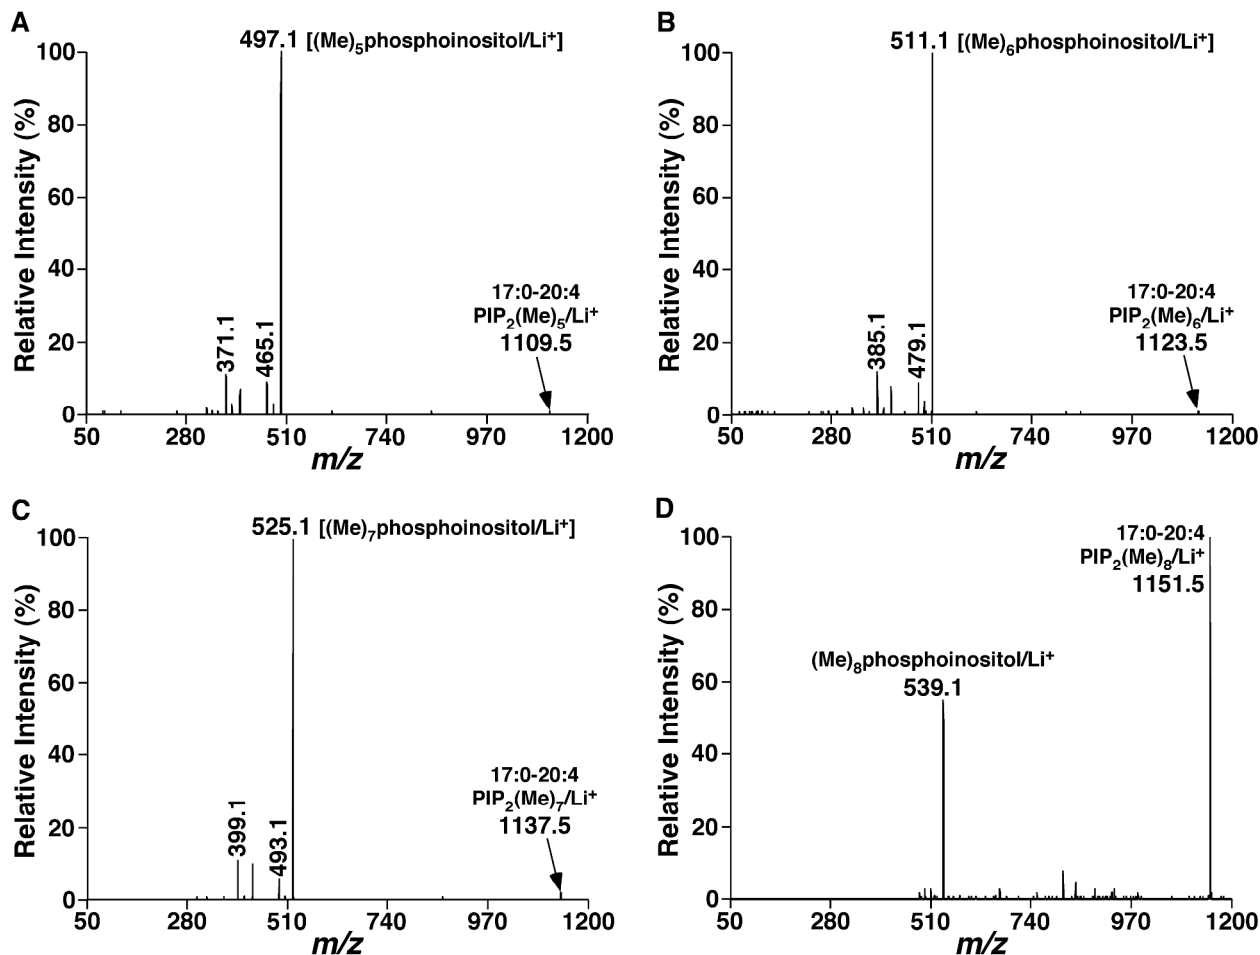 A
497.1 [(Me)₅phosphoinositol/Li⁺]
Relative Intensity (%)
100
80
60
40
20
0
371.1
465.1
17:0-20:4
PIP₂(Me)₅/Li⁺
1109.5
50 280 510 740 970 1200
m/z
B
511.1 [(Me)₆phosphoinositol/Li⁺]
Relative Intensity (%)
100
80
60
40
20
0
385.1
479.1
17:0-20:4
PIP₂(Me)₆/Li⁺
1123.5
50 280 510 740 970 1200
m/z
C
525.1 [(Me)₇phosphoinositol/Li⁺]
Relative Intensity (%)
100
80
60
40
20
0
399.1
493.1
17:0-20:4
PIP₂(Me)₇/Li⁺
1137.5
50 280 510 740 970 1200
m/z
D
17:0-20:4
PIP₂(Me)₈/Li⁺
1151.5
Relative Intensity (%)
100
80
60
40
20
0
(Me)₈phosphoinositol/Li⁺
539.1
50 280 510 740 970 1200
m/z